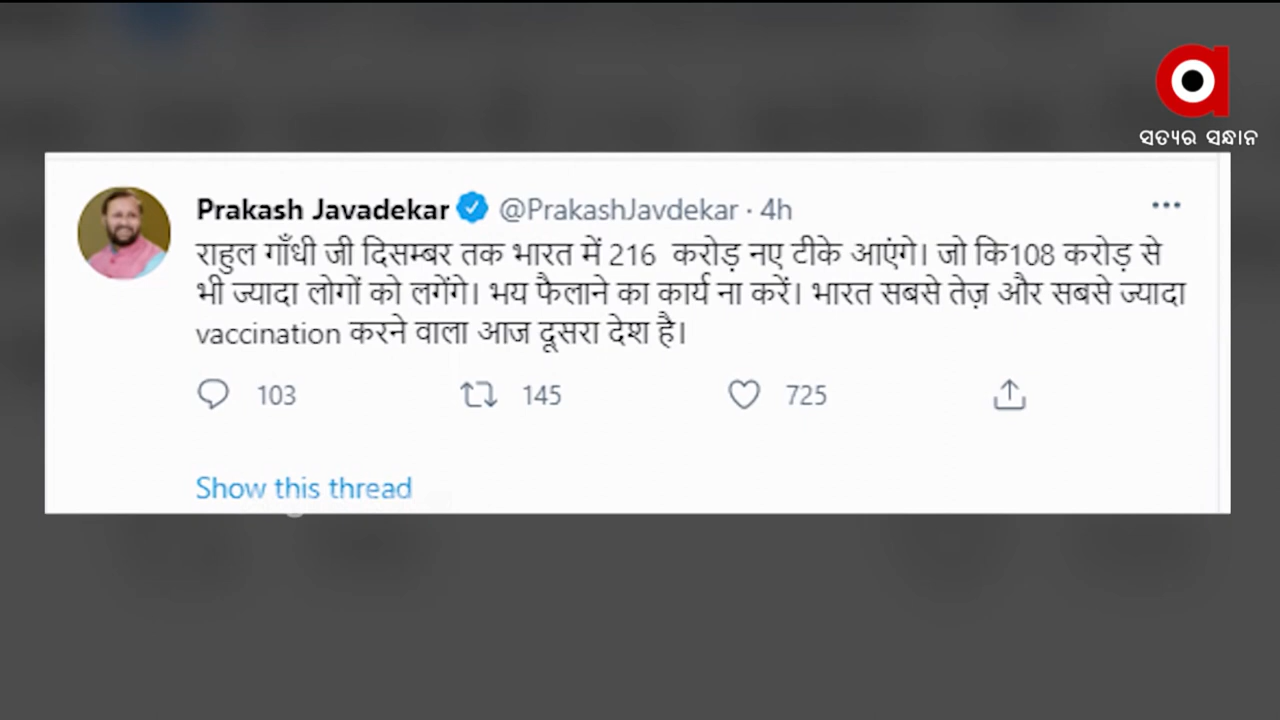 ସତ୍ୟର ସନ୍ଧାନ
Prakash Javadekar @PrakashJavdekar · 4h
राहुल गाँधी जी दिसम्बर तक भारत में 216 करोड़ नए टीके आएंगे। जो कि108 करोड़ से
भी ज्यादा लोगों को लगेंगे। भय फैलाने का कार्य ना करें। भारत सबसे तेज़ और सबसे ज्यादा
vaccination करने वाला आज दूसरा देश है।
103 145 725
Show this thread